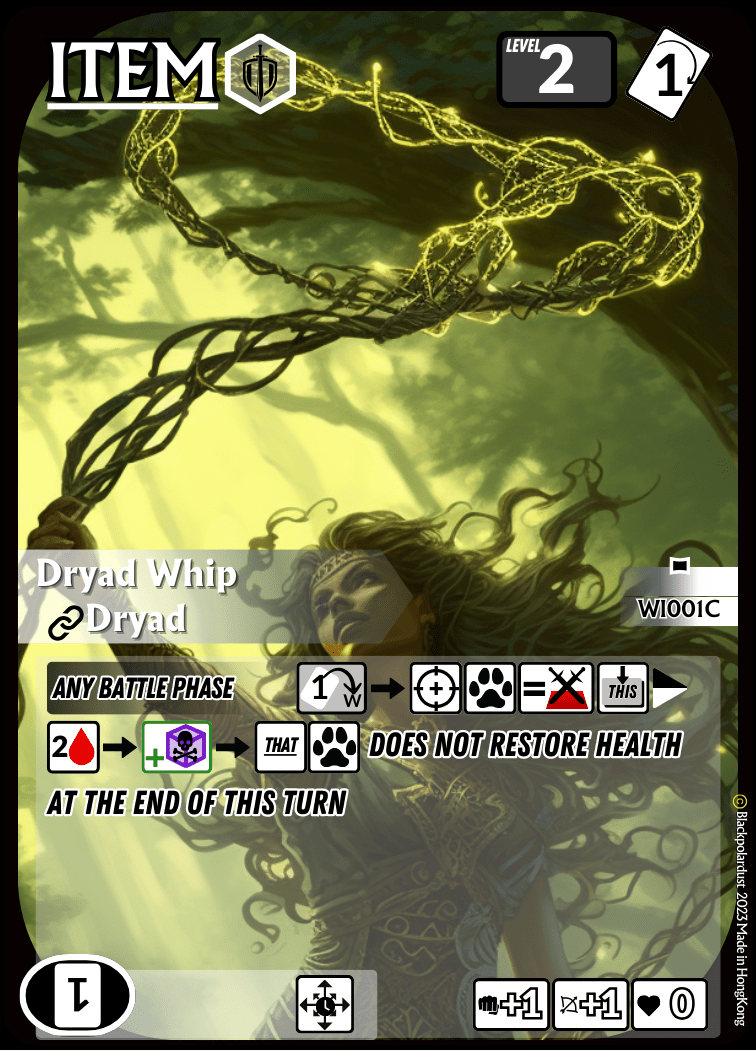 ITEM
LEVEL 2
1
Dryad Whip
Dryad
WI001C
ANY BATTLE PHASE 1 W = THIS
2 + THAT DOES NOT RESTORE HEALTH
AT THE END OF THIS TURN
1
+1 +1 0
© Blackpolardust 2023 Made in HongKong